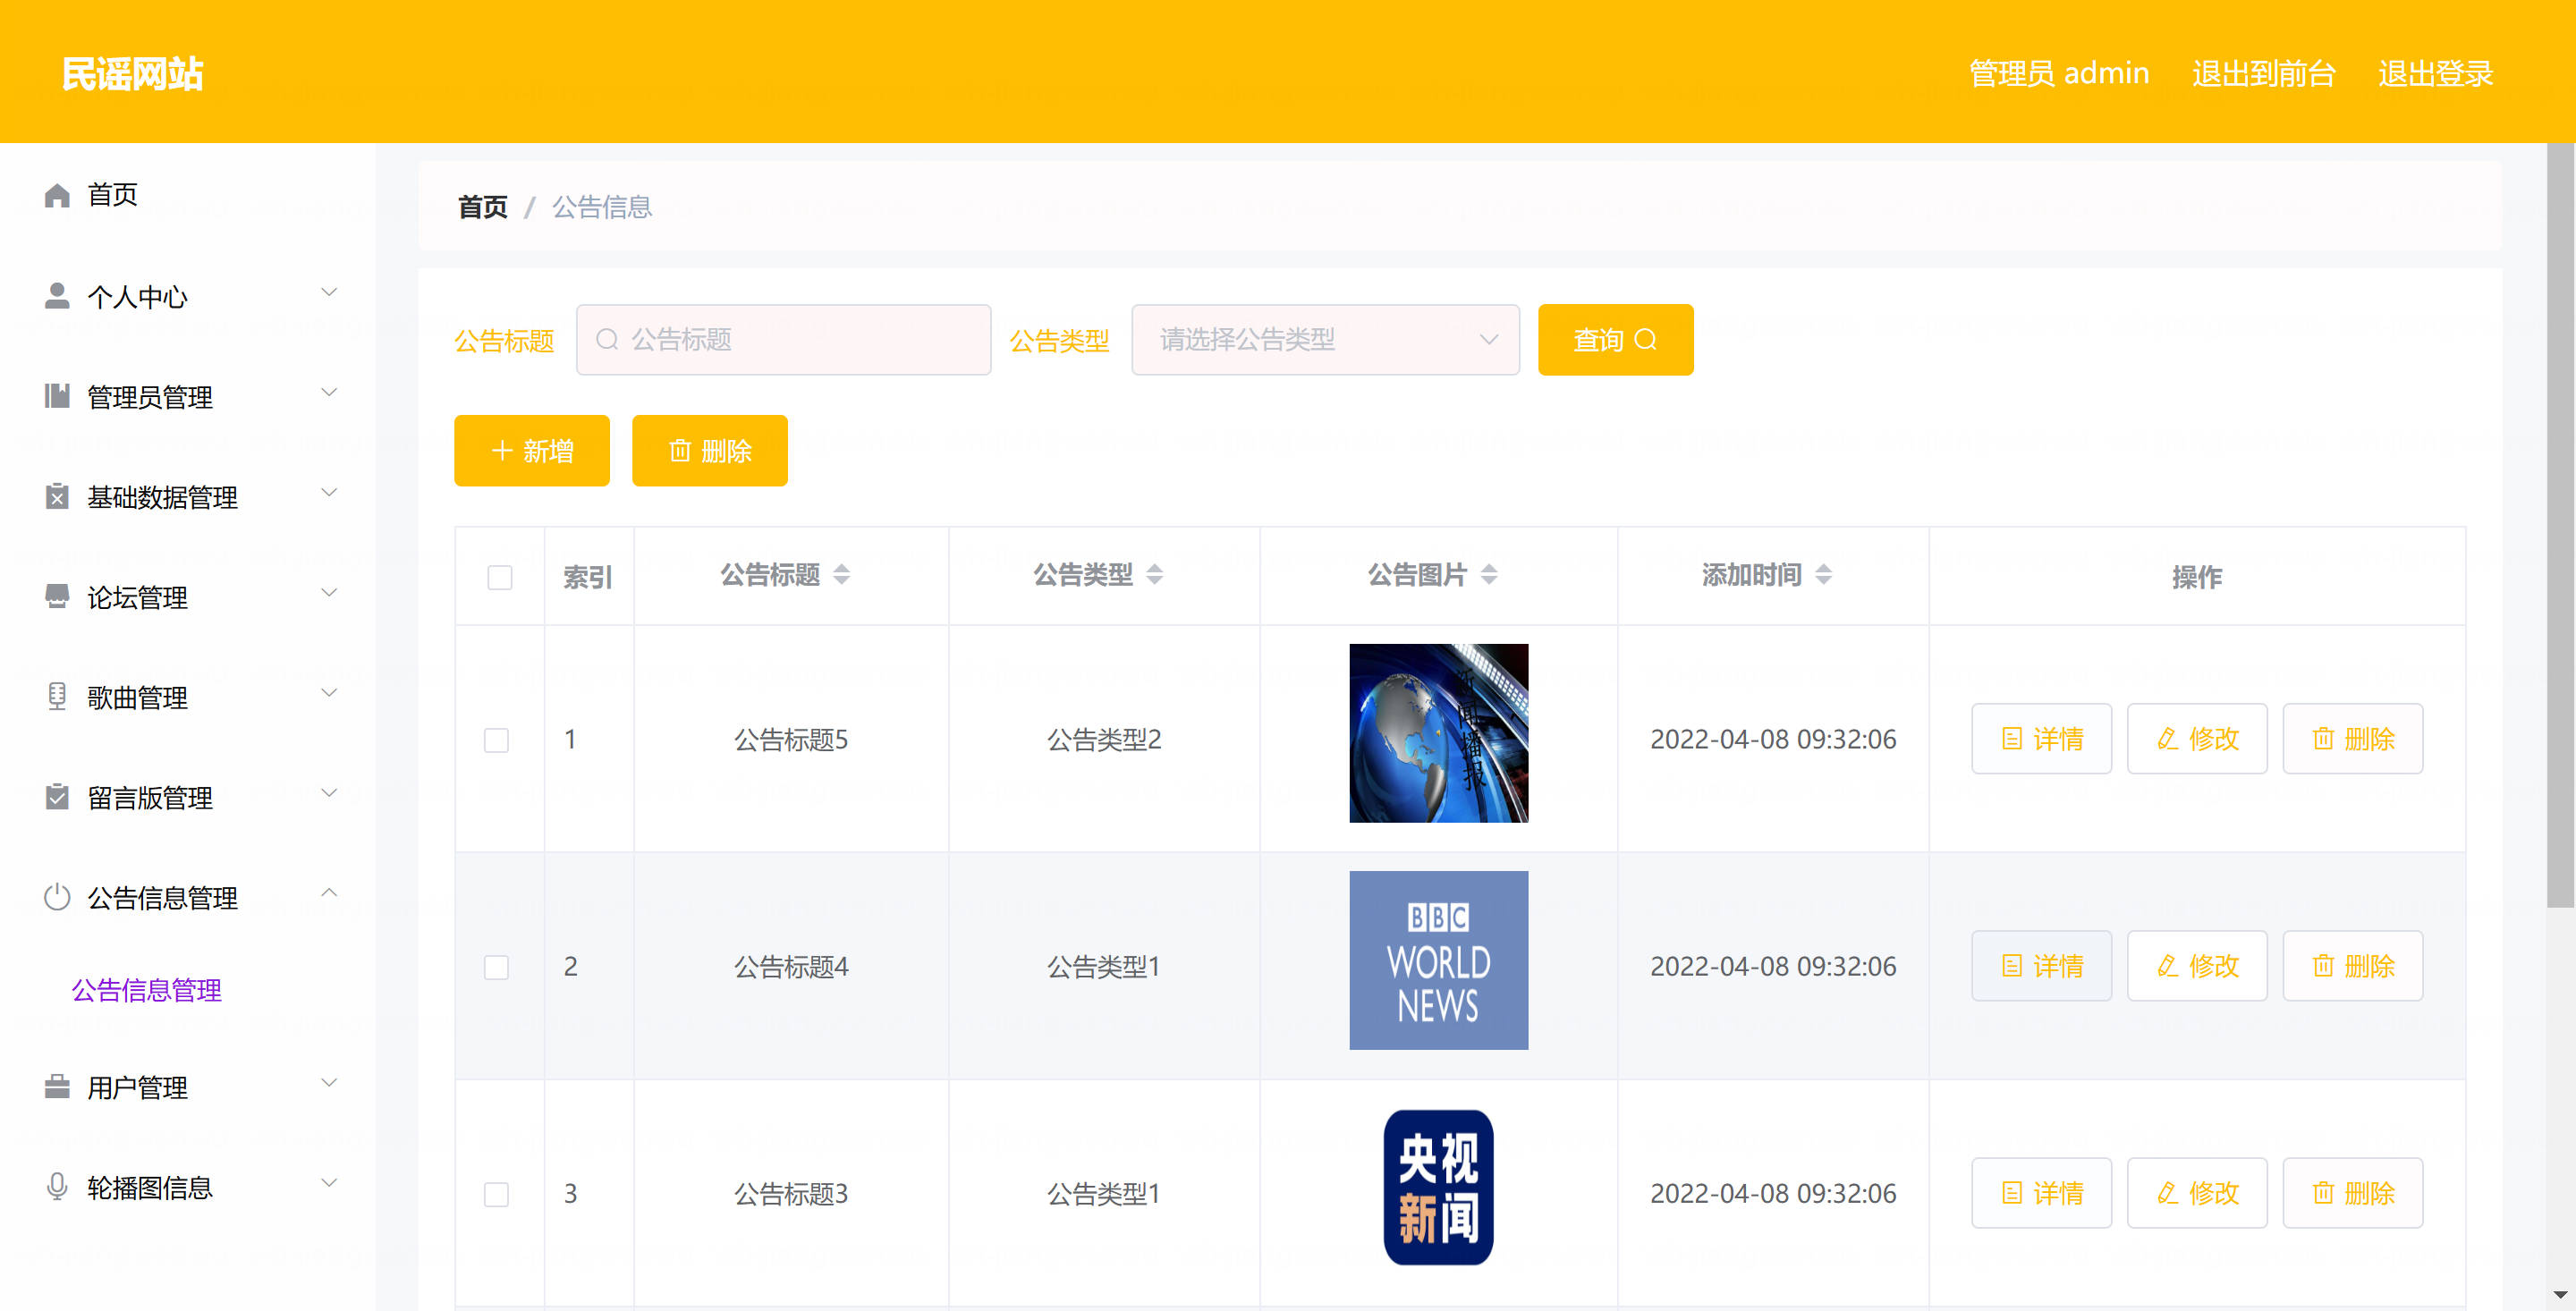 民谣网站
管理员 admin 退出到前台 退出登录
首页
个人中心
管理员管理
基础数据管理
论坛管理
歌曲管理
留言版管理
公告信息管理
公告信息管理
用户管理
轮播图信息
首页 / 公告信息
公告标题 公告标题 公告类型 请选择公告类型 查询
新增 删除
索引 公告标题 公告类型 公告图片 添加时间 操作
1 公告标题5 公告类型2 2022-04-08 09:32:06 详情 修改 删除
新闻播报
2 公告标题4 公告类型1 2022-04-08 09:32:06 详情 修改 删除
BBC
WORLD
NEWS
3 公告标题3 公告类型1 2022-04-08 09:32:06 详情 修改 删除
央视
新闻